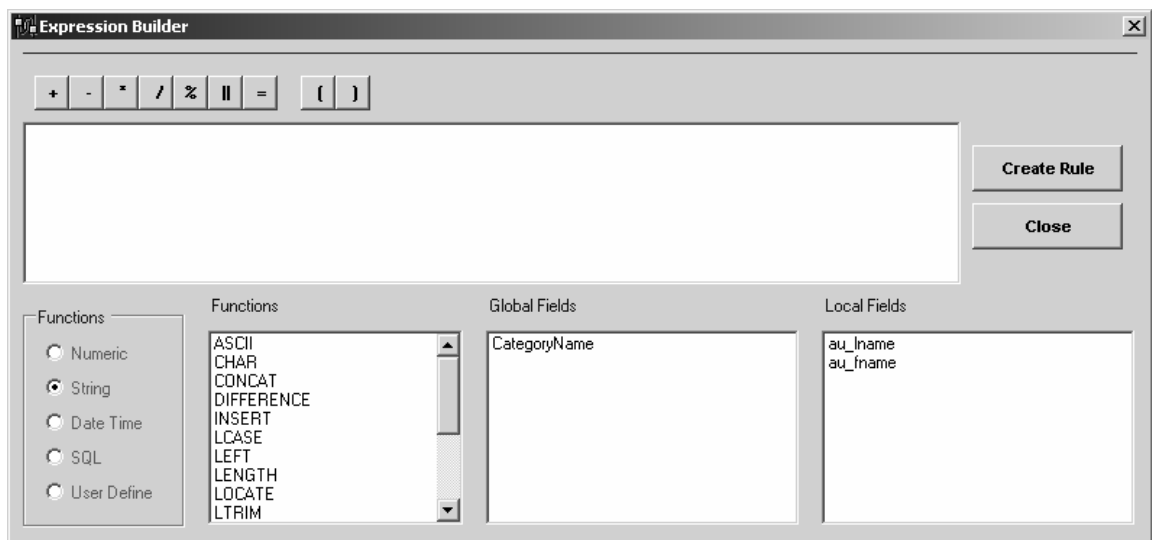 Expression Builder
+ - * / % || = ( )
Create Rule
Close
Functions
Numeric
String
Date Time
SQL
User Define
Functions
ASCII
CHAR
CONCAT
DIFFERENCE
INSERT
LCASE
LEFT
LENGTH
LOCATE
LTRIM
Global Fields
CategoryName
Local Fields
au_lname
au_fname